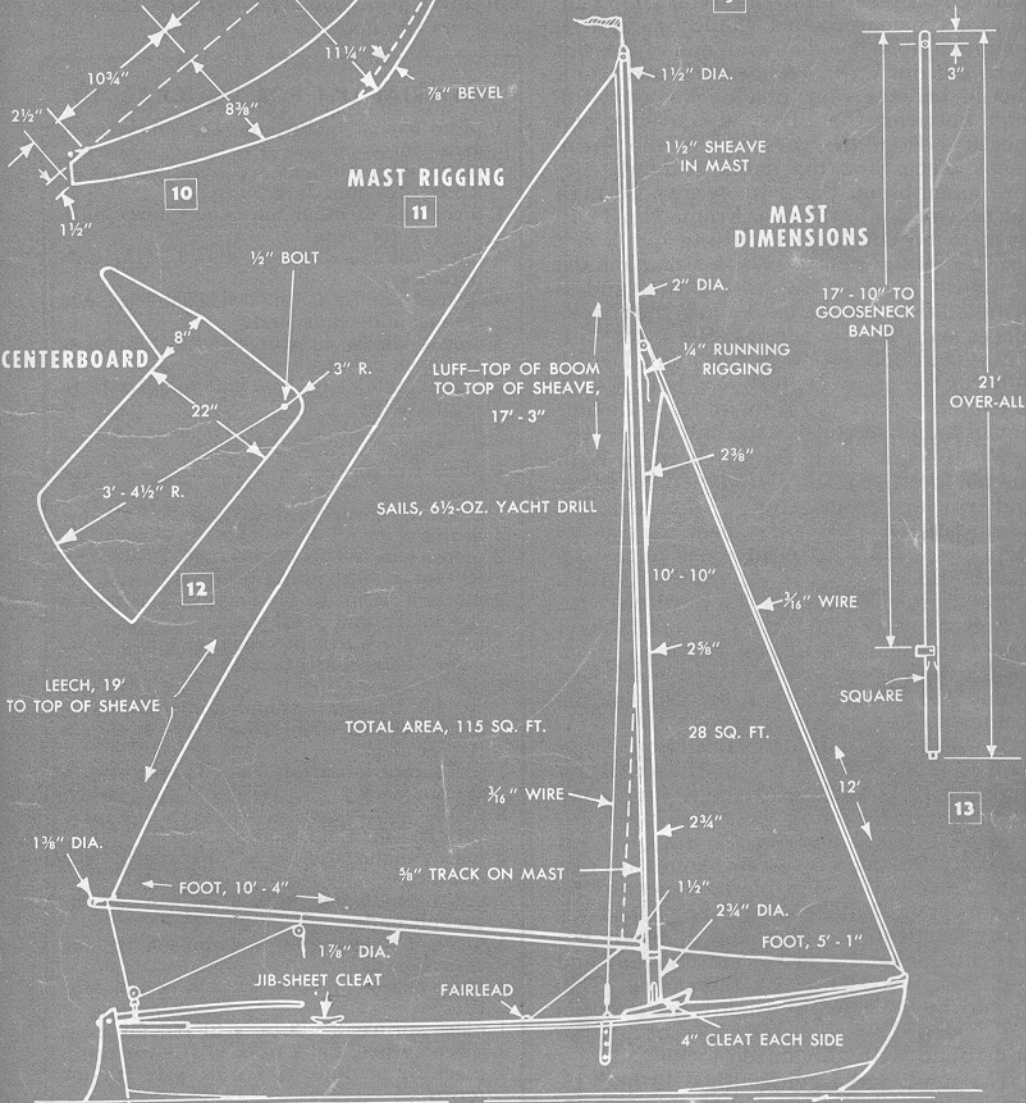 11¼"
10¾"
2½"
8⅜"
⅞" BEVEL
10
1½"
MAST RIGGING
11
1½" DIA.
1½" SHEAVE
IN MAST
3"
MAST
DIMENSIONS
½" BOLT
2" DIA.
17' - 10" TO
GOOSENECK
BAND
CENTERBOARD
8"
3" R.
22"
3' - 4½" R.
12
LUFF—TOP OF BOOM
TO TOP OF SHEAVE,
17' - 3"
¼" RUNNING
RIGGING
21'
OVER-ALL
2⅜"
SAILS, 6½-OZ. YACHT DRILL
10' - 10"
3/16" WIRE
2⅝"
LEECH, 19'
TO TOP OF SHEAVE
SQUARE
TOTAL AREA, 115 SQ. FT.
28 SQ. FT.
12'
13
3/16" WIRE
2¾"
1⅜" DIA.
⅝" TRACK ON MAST
FOOT, 10' - 4"
1½"
2¾" DIA.
1⅞" DIA.
FOOT, 5' - 1"
JIB-SHEET CLEAT
FAIRLEAD
4" CLEAT EACH SIDE